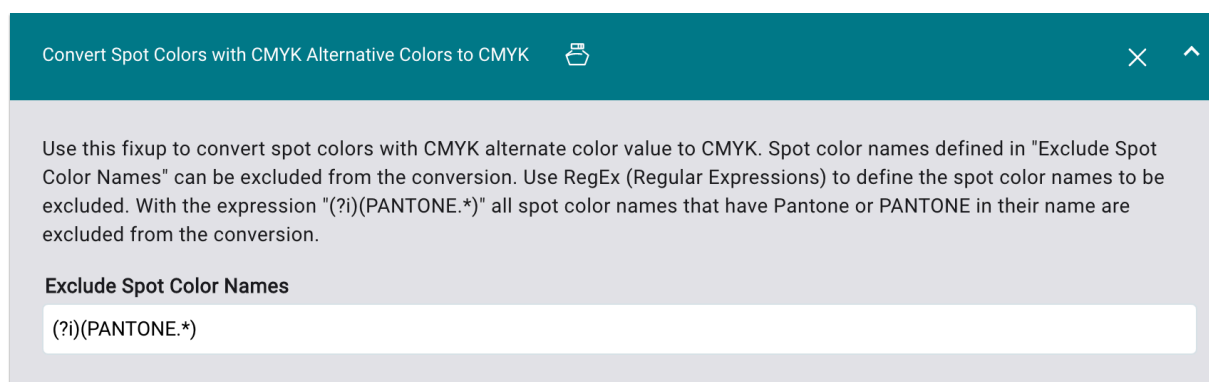 Convert Spot Colors with CMYK Alternative Colors to CMYK
Use this fixup to convert spot colors with CMYK alternate color value to CMYK. Spot color names defined in "Exclude Spot
Color Names" can be excluded from the conversion. Use RegEx (Regular Expressions) to define the spot color names to be
excluded. With the expression "(?i)(PANTONE.*)" all spot color names that have Pantone or PANTONE in their name are
excluded from the conversion.
Exclude Spot Color Names
(?i)(PANTONE.*)